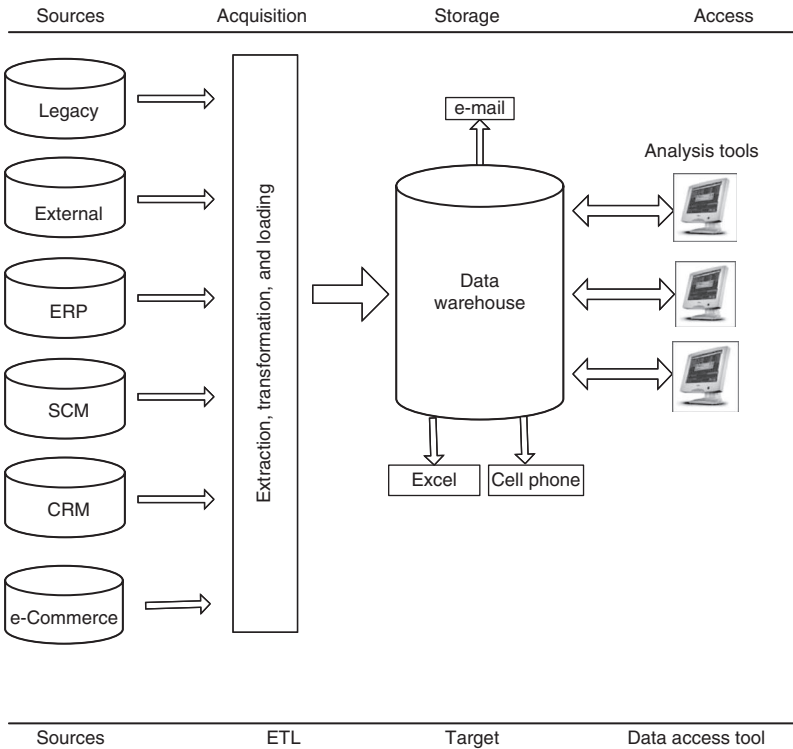 Sources Acquisition Storage Access
Legacy
External
ERP
SCM
CRM
e-Commerce
Extraction, transformation, and loading
e-mail
Data
warehouse
Excel
Cell phone
Analysis tools
Sources ETL Target Data access tool